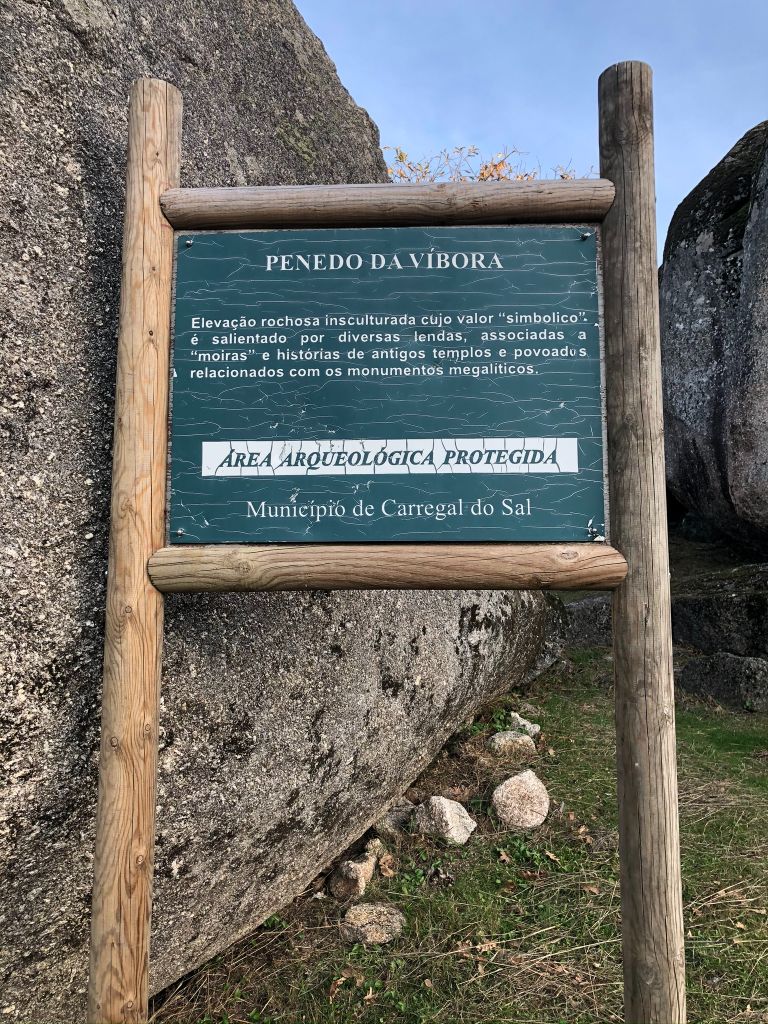 PENEDO DA VÍBORA
Elevação rochosa insculturada cujo valor “simbolico”
é salientado por diversas lendas, associadas a
“moiras” e histórias de antigos templos e povoados
relacionados com os monumentos megalíticos.
ÁREA ARQUEOLÓGICA PROTEGIDA
Município de Carregal do Sal